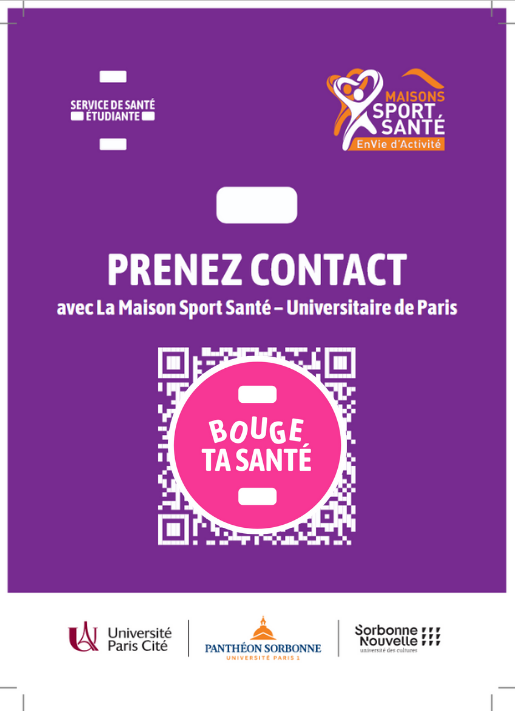 SERVICE DE SANTÉ
ÉTUDIANTE
MAISONS
SPORT
SANTÉ
EnVie d'Activité
PRENEZ CONTACT
avec La Maison Sport Santé – Universitaire de Paris
BOUGE
TA SANTÉ
Université
Paris Cité
PANTHÉON SORBONNE
UNIVERSITÉ PARIS 1
Sorbonne
Nouvelle
université des cultures